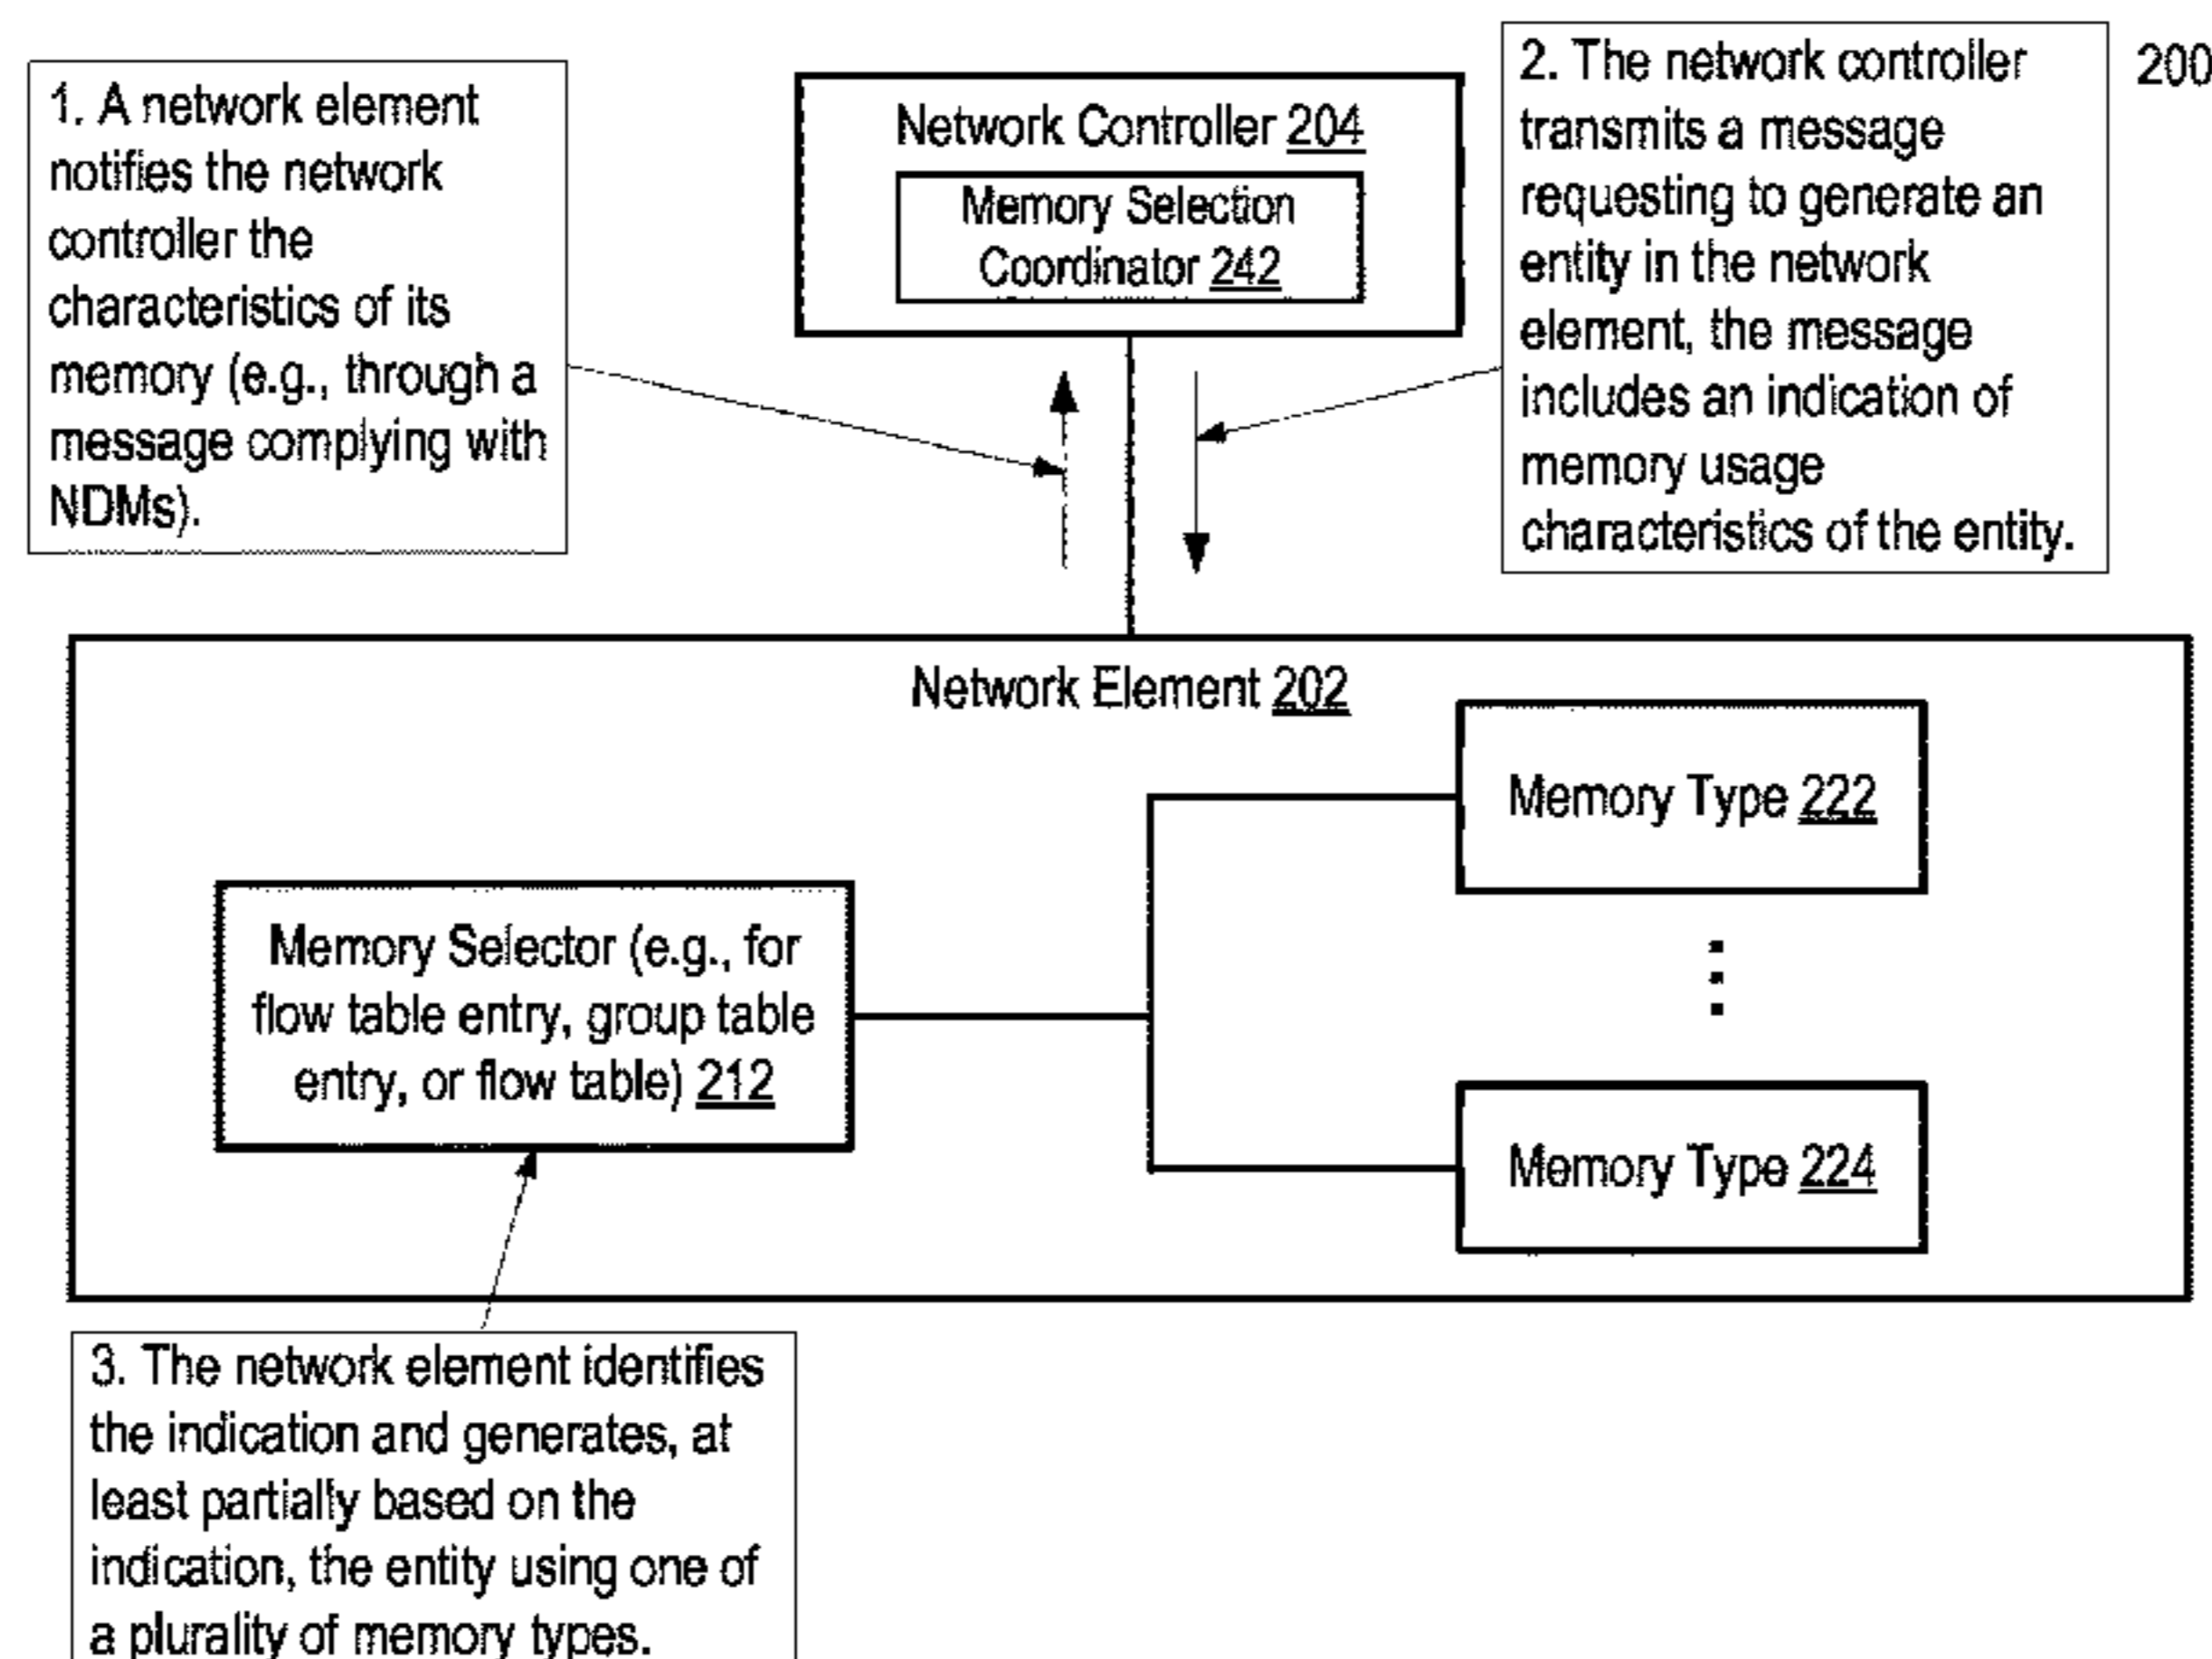 1. A network element
notifies the network
controller the
characteristics of its
memory (e.g., through a
message complying with
NDMs).
Network Controller 204
Memory Selection
Coordinator 242
2. The network controller
transmits a message
requesting to generate an
entity in the network
element, the message
includes an indication of
memory usage
characteristics of the entity.
200
Network Element 202
Memory Type 222
Memory Selector (e.g., for
flow table entry, group table
entry, or flow table) 212
Memory Type 224
3. The network element identifies
the indication and generates, at
least partially based on the
indication, the entity using one of
a plurality of memory types.